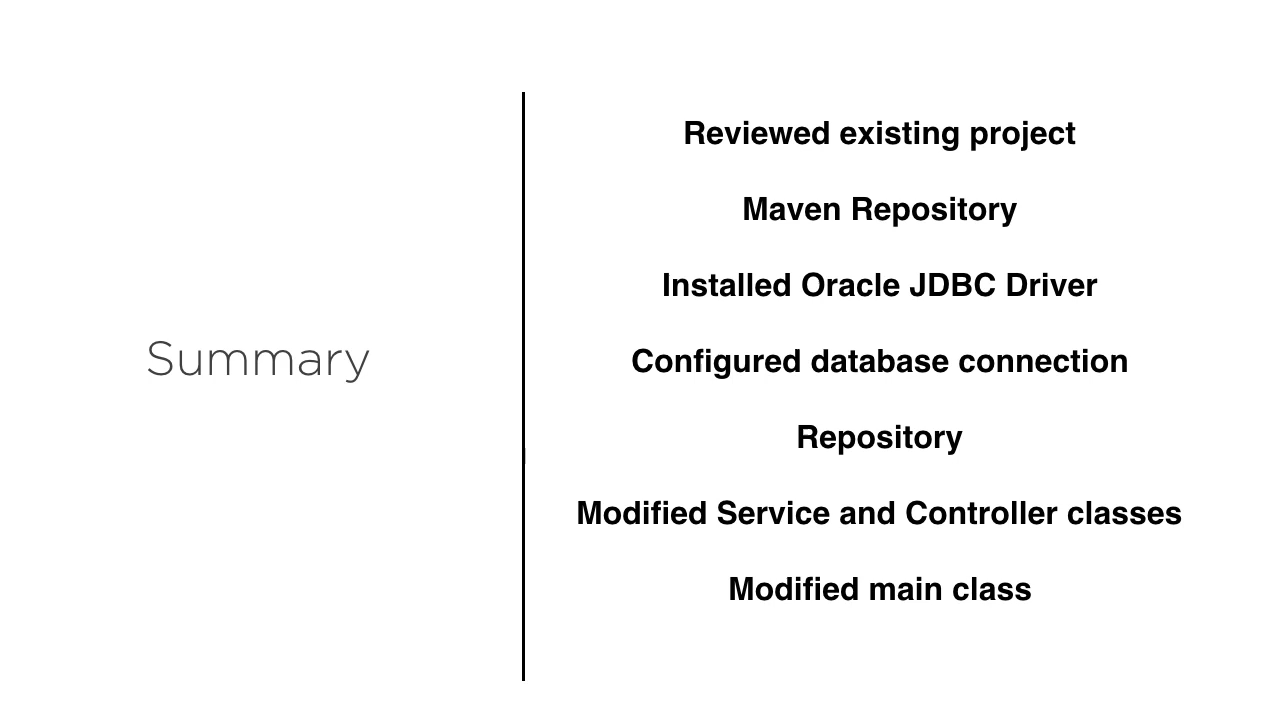 Summary
Reviewed existing project
Maven Repository
Installed Oracle JDBC Driver
Configured database connection
Repository
Modified Service and Controller classes
Modified main class